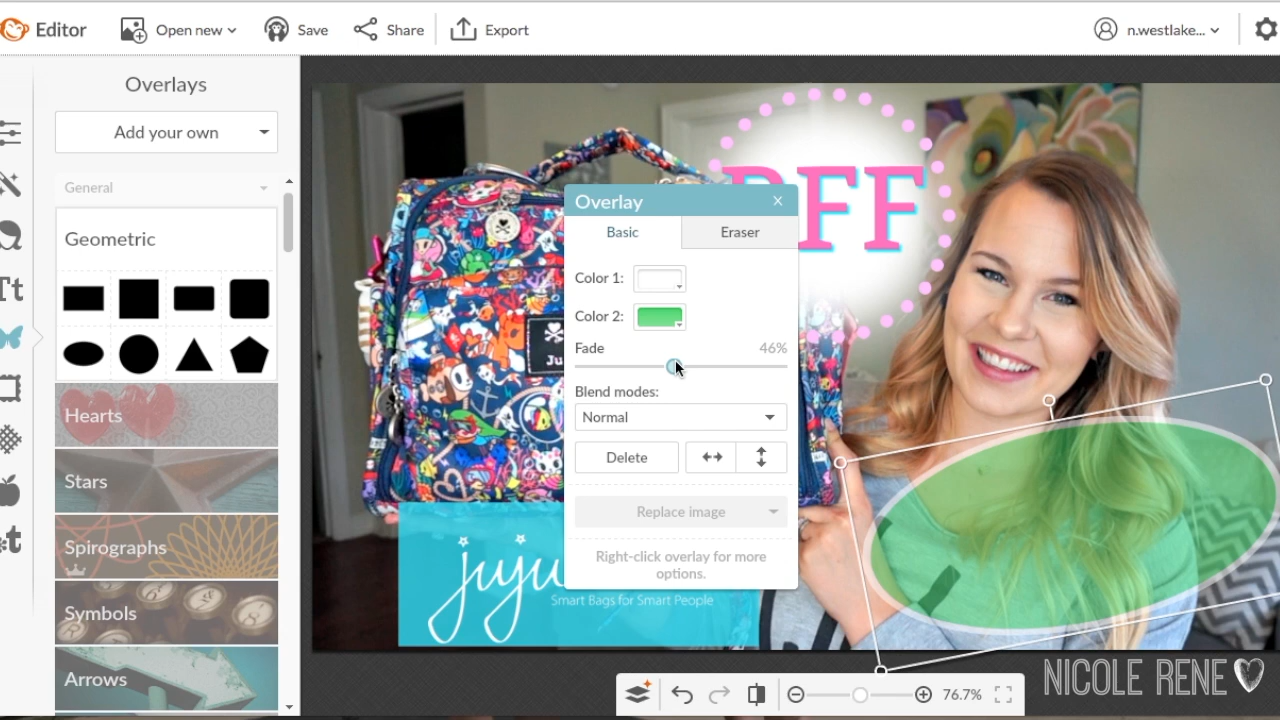 Editor
Open new
Save
Share
Export
n.westlake...
Overlays
Add your own
General
Geometric
Hearts
Stars
Spirographs
Symbols
Arrows
Tt
t
BFF
Overlay
Basic
Eraser
Color 1:
Color 2:
Fade
46%
Blend modes:
Normal
Delete
Replace image
Right-click overlay for more
options.
Ju
juju
Smart Bags for Smart People
76.7%
NICOLE RENE